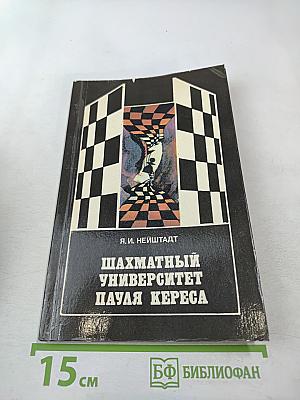 Я. И. НЕЙШТАДТ
ШАХМАТНЫЙ
УНИВЕРСИТЕТ
ПАУЛЯ КЕРЕСА
15 см
БФ БИБЛИОФАН